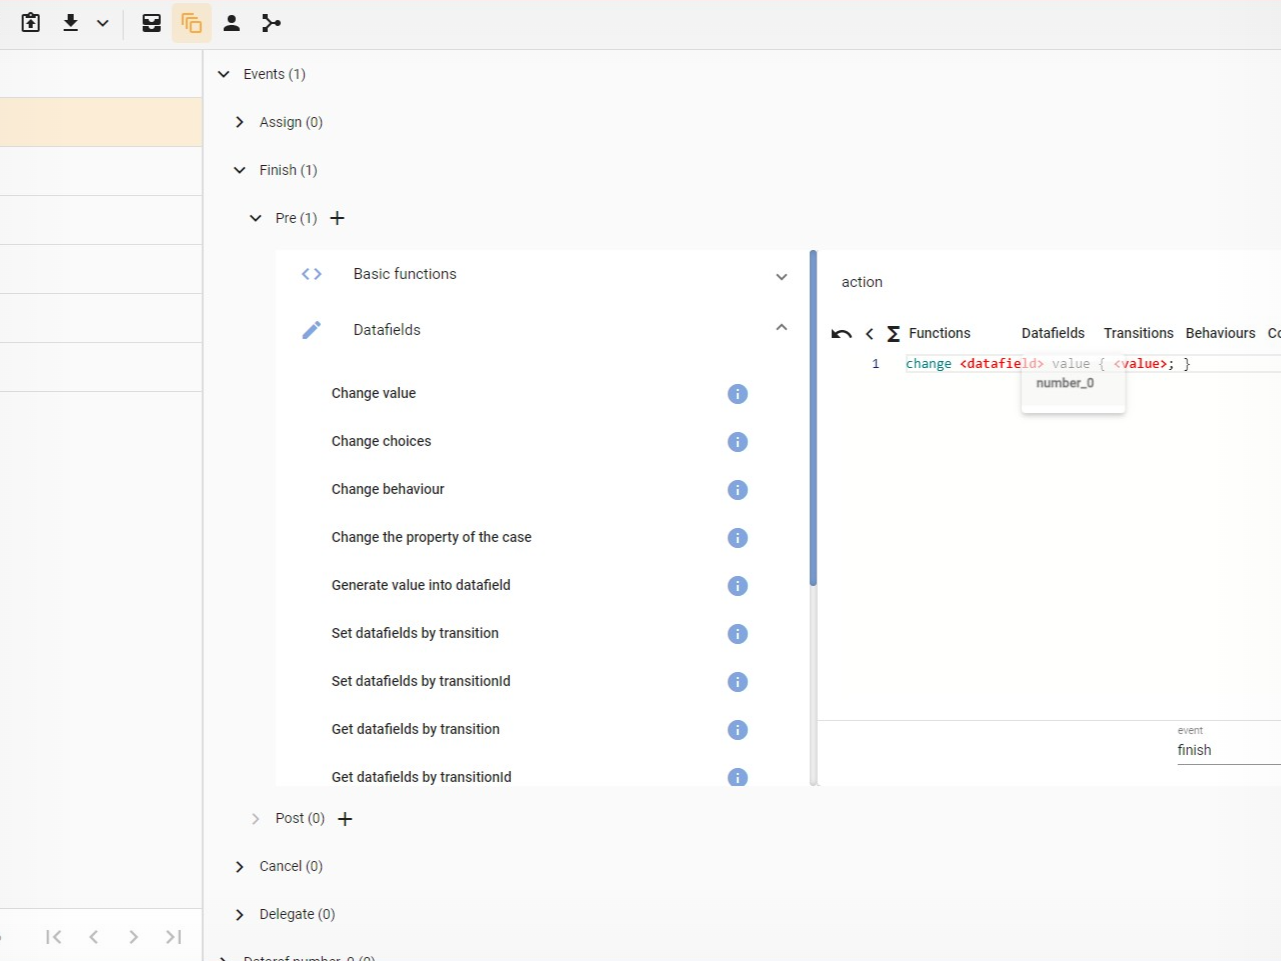 Events (1)
Assign (0)
Finish (1)
Pre (1)
Basic functions
Datafields
Change value
Change choices
Change behaviour
Change the property of the case
Generate value into datafield
Set datafields by transition
Set datafields by transitionId
Get datafields by transition
Get datafields by transitionId
action
Functions Datafields Transitions Behaviours
1 change <datafield> value { <value>; }
number_0
event
finish
Post (0)
Cancel (0)
Delegate (0)